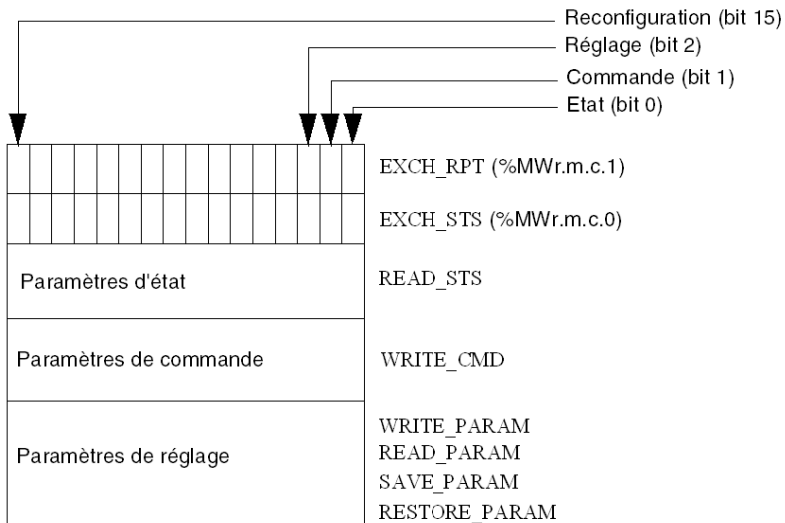 Reconfiguration (bit 15)
Réglage (bit 2)
Commande (bit 1)
Etat (bit 0)
EXCH_RPT (%MWr.m.c.1)
EXCH_STS (%MWr.m.c.0)
Paramètres d'état READ_STS
Paramètres de commande WRITE_CMD
WRITE_PARAM
Paramètres de réglage READ_PARAM
SAVE_PARAM
RESTORE_PARAM